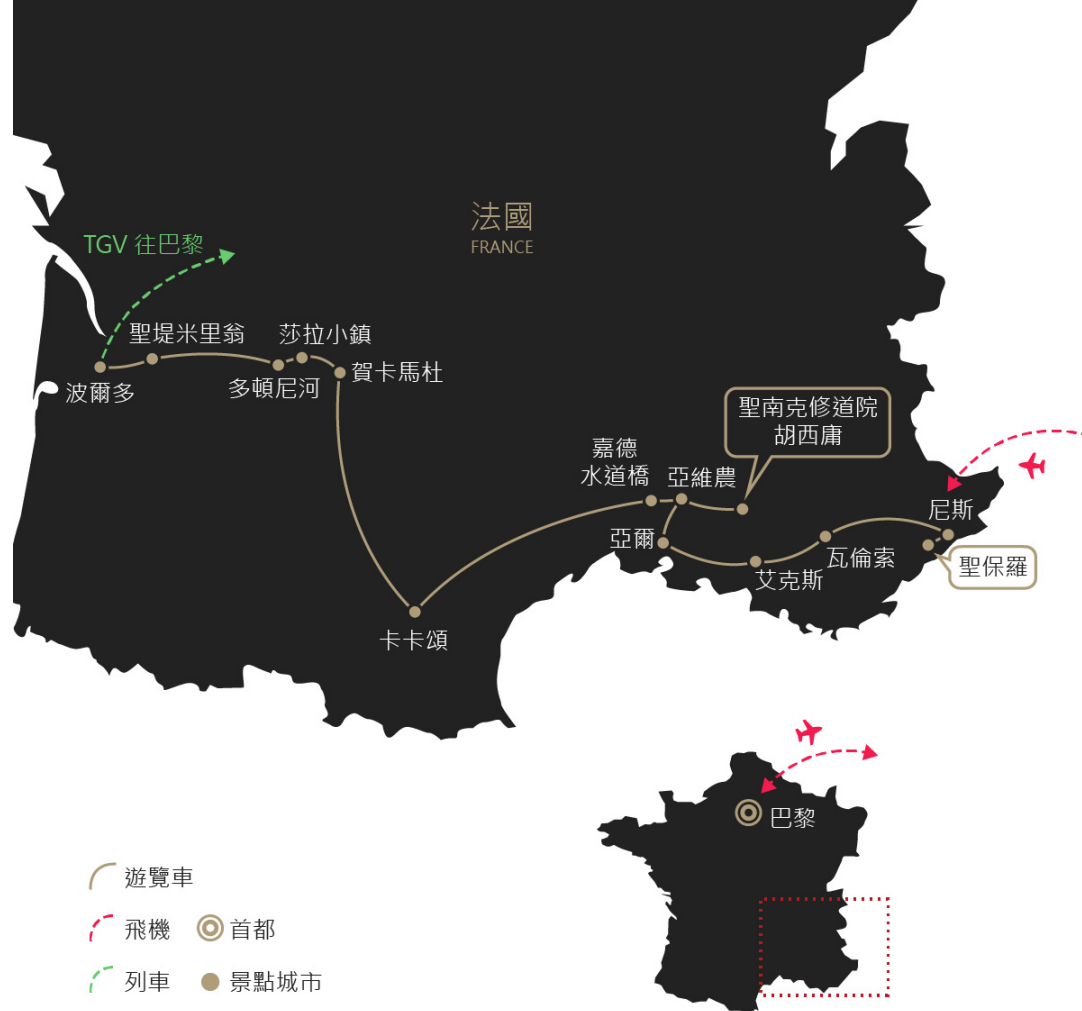 法國
FRANCE
TGV 往巴黎
聖堤米里翁
莎拉小鎮
波爾多
多頓尼河
賀卡馬杜
聖南克修道院
胡西庸
嘉德
水道橋
亞維農
尼斯
亞爾
瓦倫索
艾克斯
聖保羅
卡卡頌
巴黎
遊覽車
飛機
首都
列車
景點城市